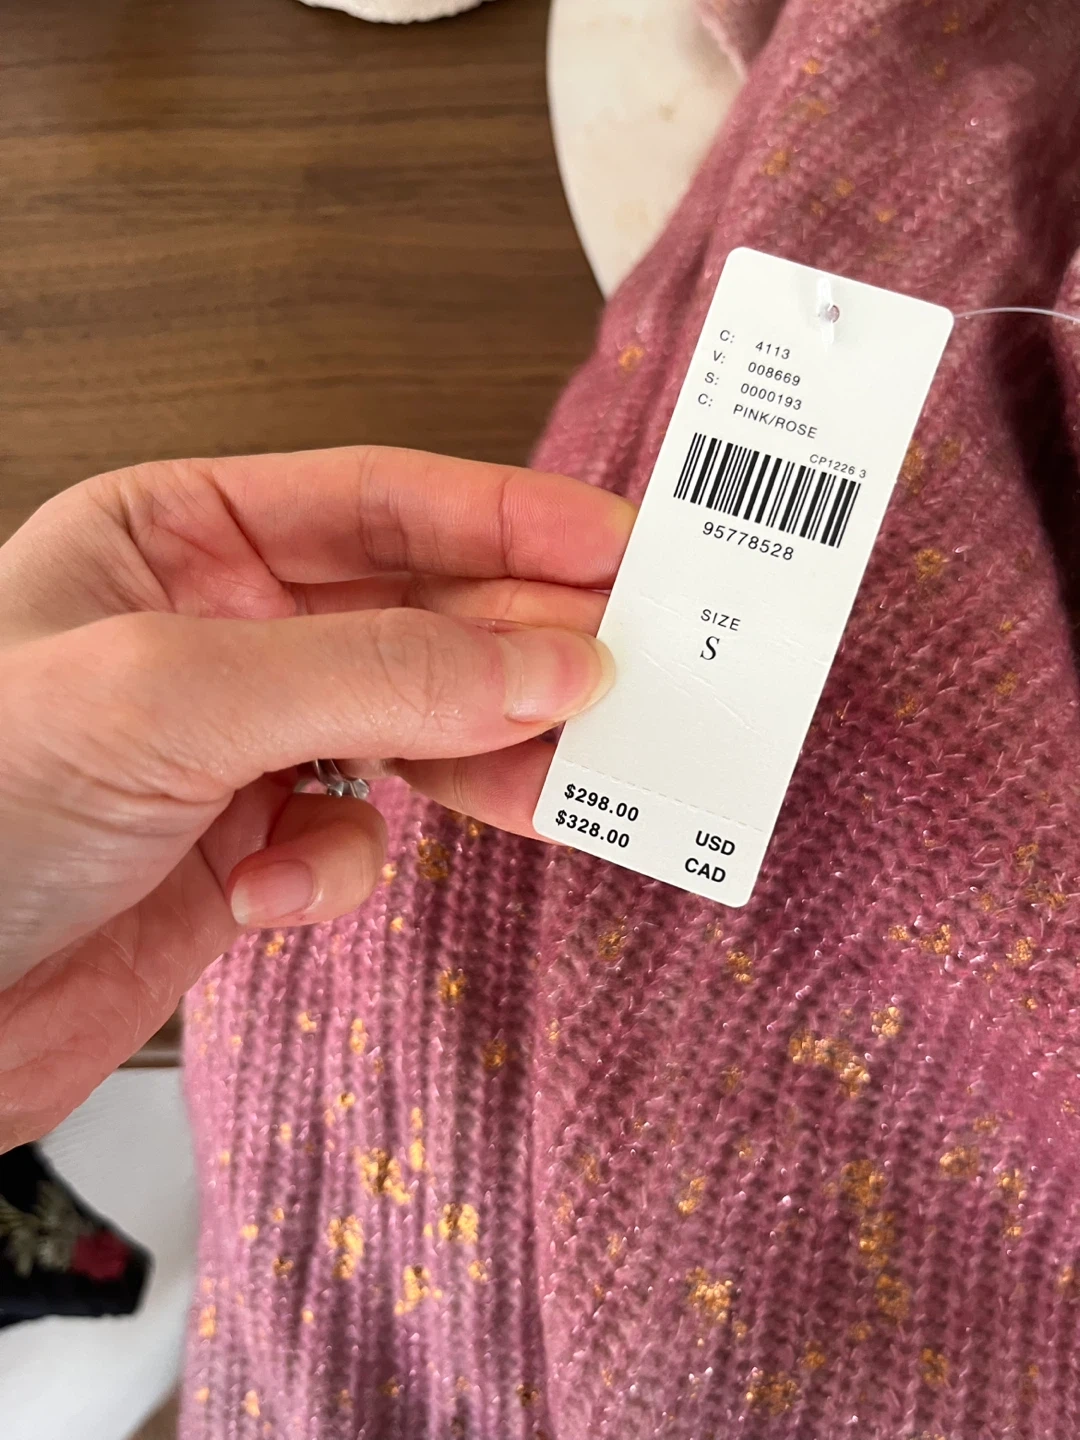 C: 4113
V: 008669
S: 0000193
C: PINK/ROSE
CP1226 3
95778528
SIZE
S
$298.00 USD
$328.00 CAD